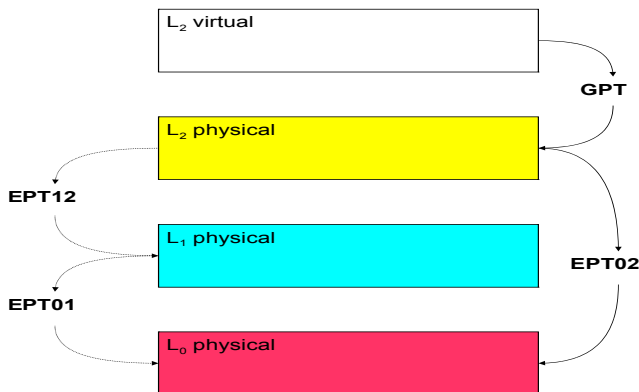 L₂ virtual
GPT
L₂ physical
EPT12
L₁ physical
EPT02
EPT01
L₀ physical